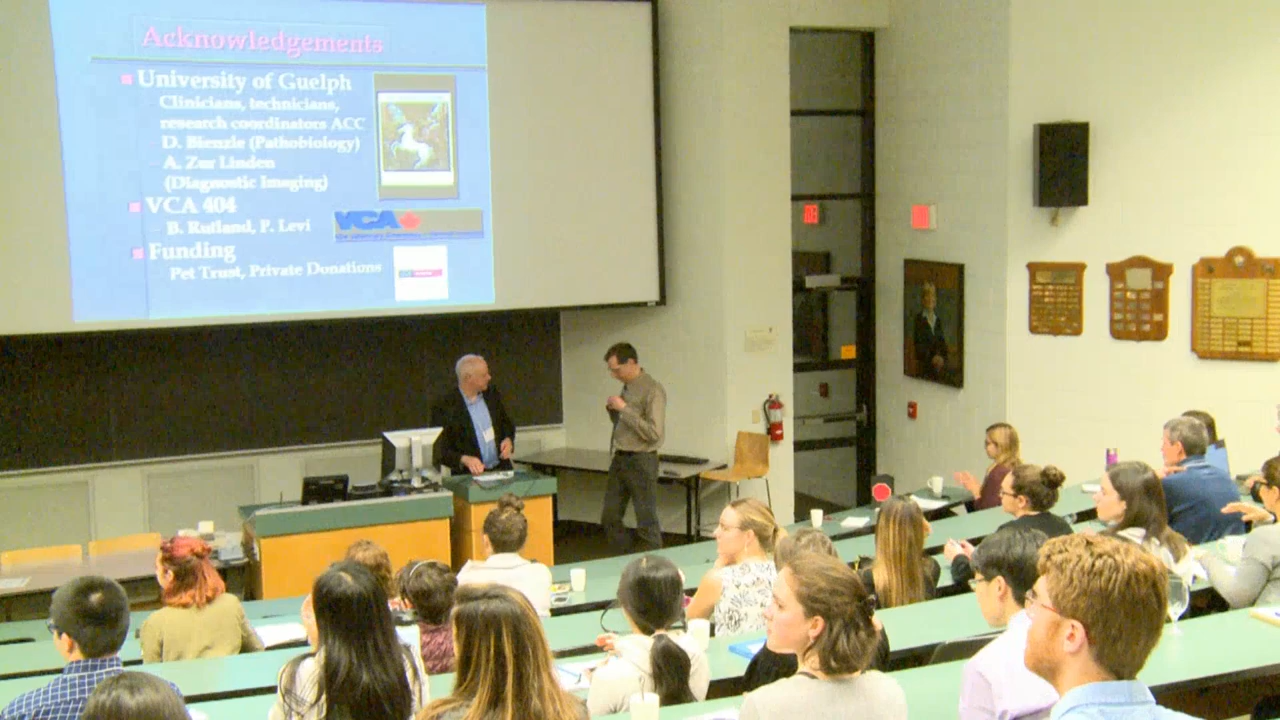 Acknowledgements
University of Guelph
Clinicians, technicians,
research coordinators ACC
D. Bienzle (Pathobiology)
A. Zur Linden
(Diagnostic Imaging)
VCA 404
VCA
B. Rutland, P. Levi
Funding
Pet Trust, Private Donations